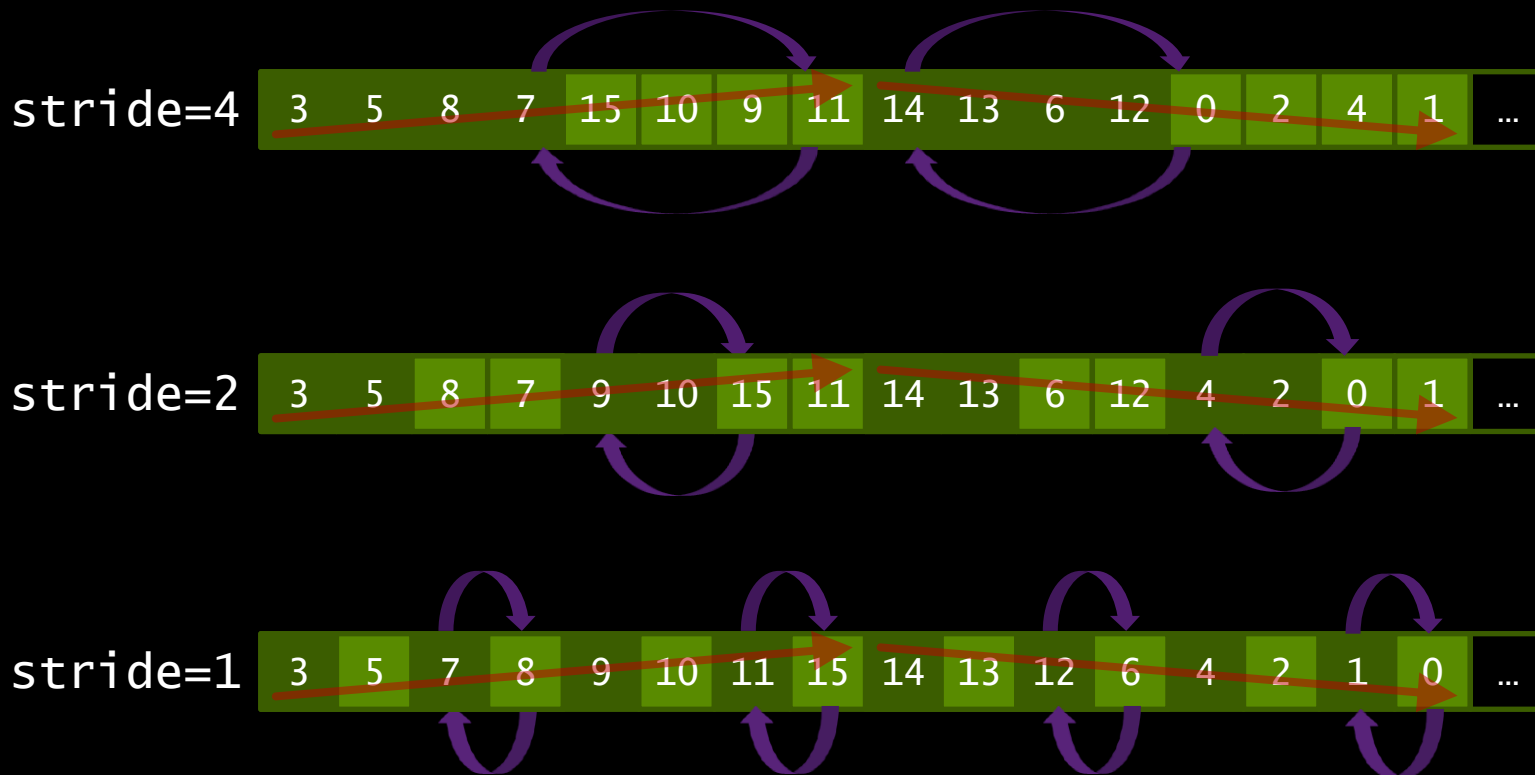 stride=4 3 5 8 7 15 10 9 11 14 13 6 12 0 2 4 1 ...
stride=2 3 5 8 7 9 10 15 11 14 13 6 12 4 2 0 1 ...
stride=1 3 5 7 8 9 10 11 15 14 13 12 6 4 2 1 0 ...